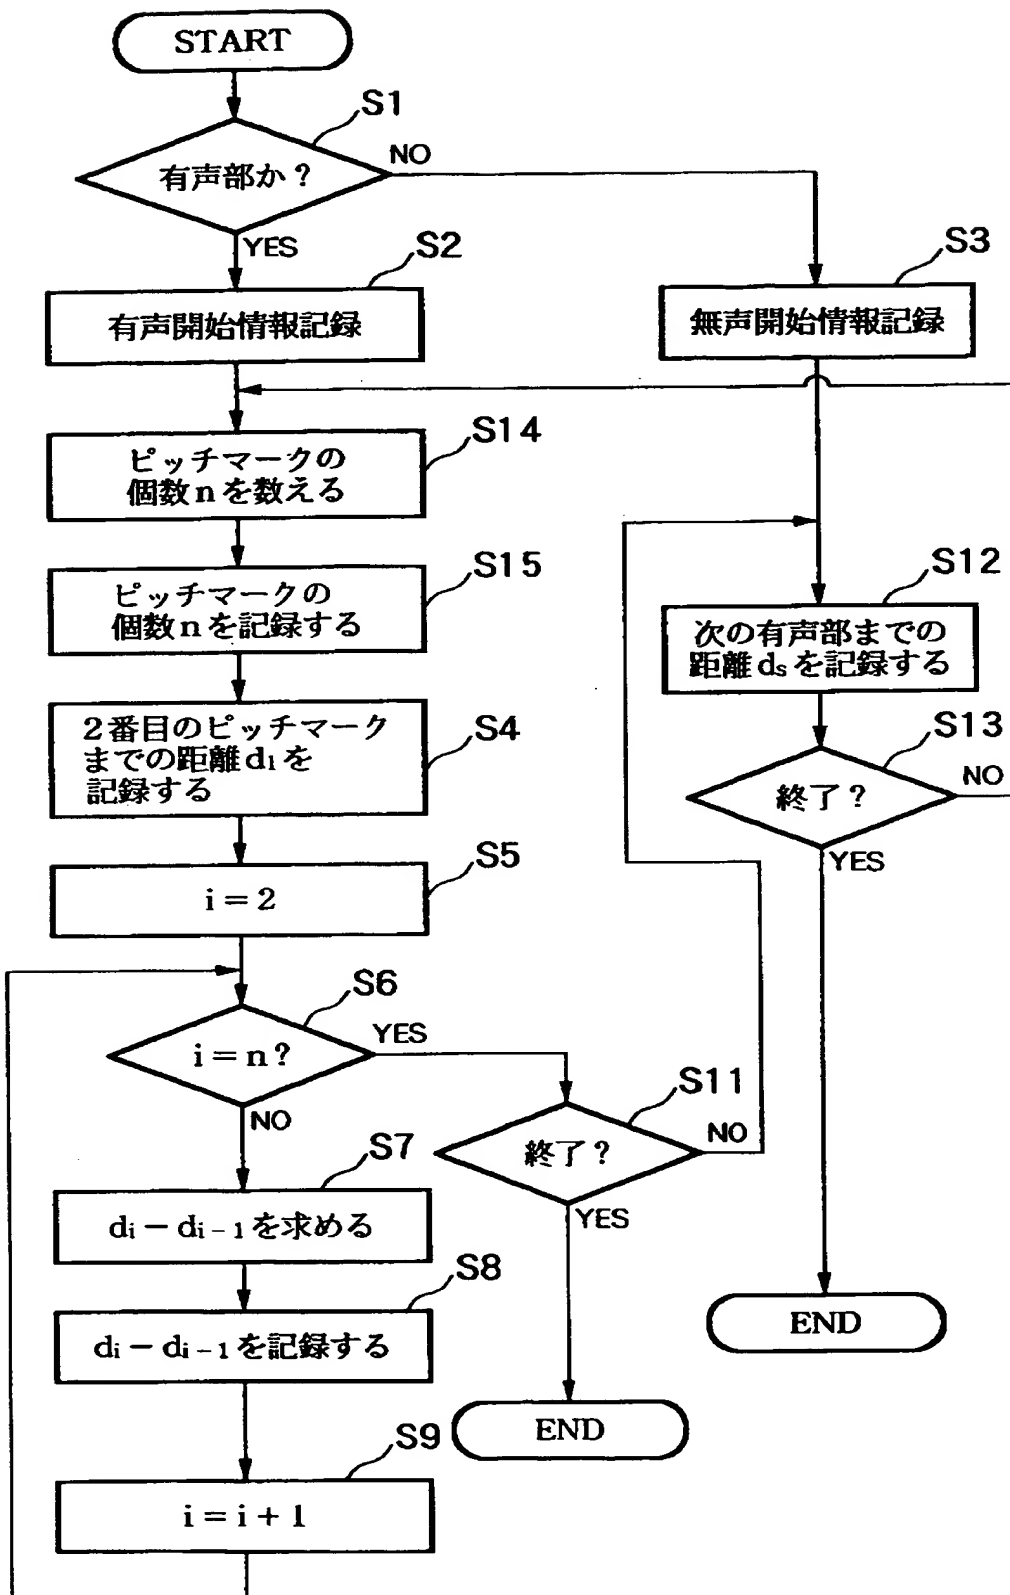 START
S1
有声部か？
NO
YES
S2
有声開始情報記録
S3
無声開始情報記録
S14
ピッチマークの
個数nを数える
S15
ピッチマークの
個数nを記録する
S12
次の有声部までの
距離dsを記録する
S4
2番目のピッチマーク
までの距離d1を
記録する
S13
終了？
NO
YES
S5
i = 2
S6
i = n?
YES
NO
S11
終了？
NO
YES
S7
di − di−1を求める
S8
di − di−1を記録する
END
END
S9
i = i + 1